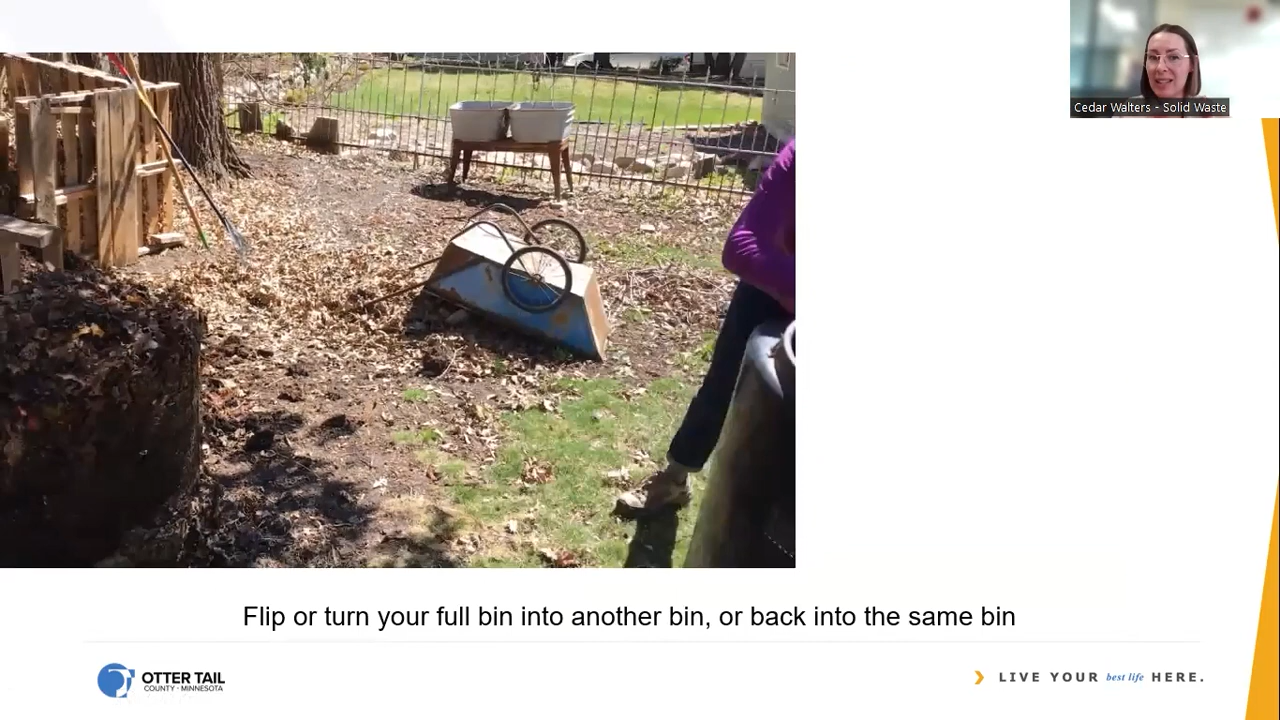 Cedar Walters - Solid Waste
Flip or turn your full bin into another bin, or back into the same bin
OTTER TAIL
COUNTY · MINNESOTA
LIVE YOUR best life HERE.